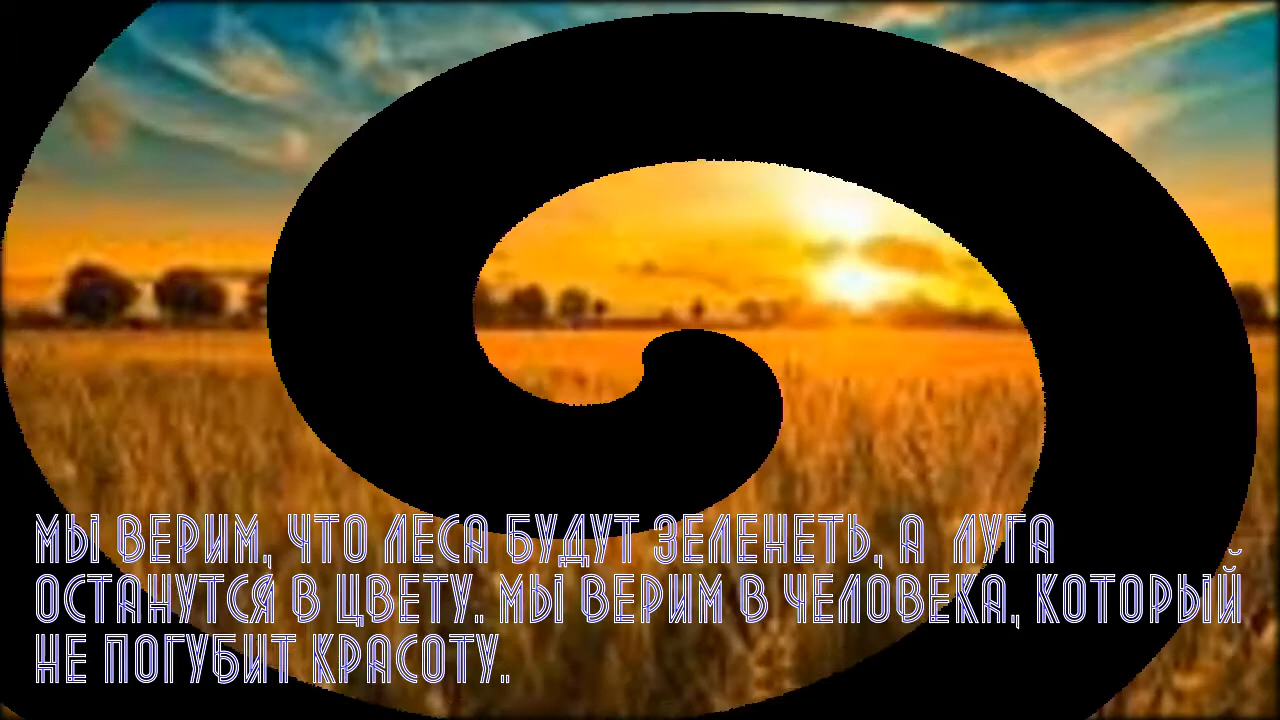 МЫ ВЕРИМ, ЧТО ЛЕСА БУДУТ ЗЕЛЕНЕТЬ, А ЛУГА
ОСТАНУТСЯ В ЦВЕТУ. МЫ ВЕРИМ В ЧЕЛОВЕКА, КОТОРЫЙ
НЕ ПОГУБИТ КРАСОТУ.